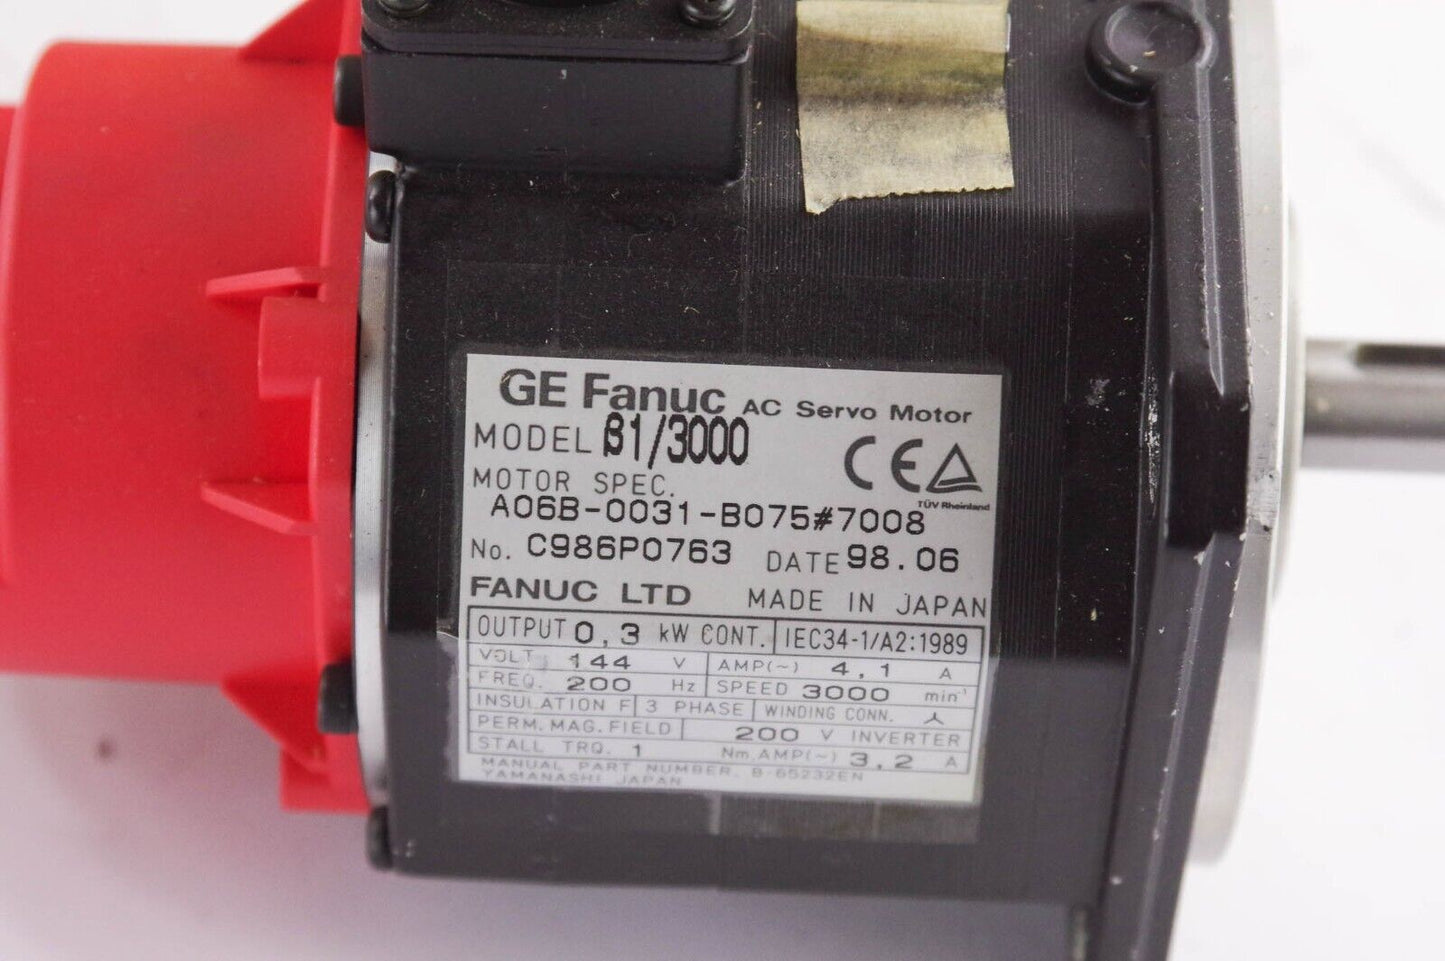 GE Fanuc AC Servo Motor
MODEL β1/3000
CE
TÜV Rheinland
MOTOR SPEC.
A06B-0031-B075#7008
No. C986P0763 DATE 98.06
FANUC LTD MADE IN JAPAN
OUTPUT 0,3 kW CONT. IEC34-1/A2:1989
VOLT 144 V AMP(~) 4,1 A
FREQ. 200 Hz SPEED 3000 min⁻¹
INSULATION F 3 PHASE WINDING CONN.
PERM. MAG. FIELD 200 V INVERTER
STALL TRQ. 1 Nm AMP(~) 3,2 A
MANUAL PART NUMBER. B-65232EN
YAMANASHI JAPAN